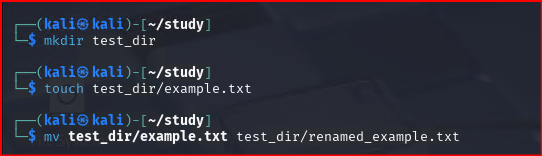 ┌──(kali㉿kali)-[~/study]
└─$ mkdir test_dir
┌──(kali㉿kali)-[~/study]
└─$ touch test_dir/example.txt
┌──(kali㉿kali)-[~/study]
└─$ mv test_dir/example.txt test_dir/renamed_example.txt